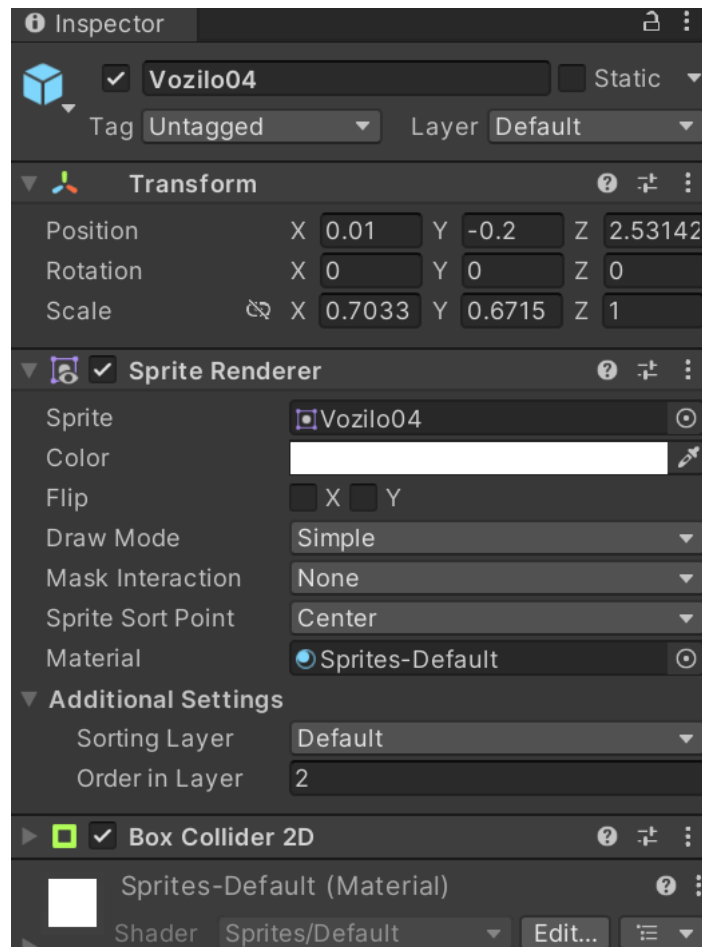 Inspector
Vozilo04 Static
Tag Untagged Layer Default
Transform
Position X 0.01 Y -0.2 Z 2.53142
Rotation X 0 Y 0 Z 0
Scale X 0.7033 Y 0.6715 Z 1
Sprite Renderer
Sprite Vozilo04
Color
Flip X Y
Draw Mode Simple
Mask Interaction None
Sprite Sort Point Center
Material Sprites-Default
Additional Settings
Sorting Layer Default
Order in Layer 2
Box Collider 2D
Sprites-Default (Material)
Shader Sprites/Default Edit...